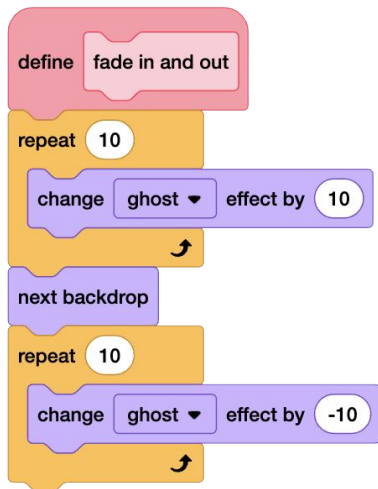 define fade in and out
repeat 10
change ghost effect by 10
next backdrop
repeat 10
change ghost effect by -10